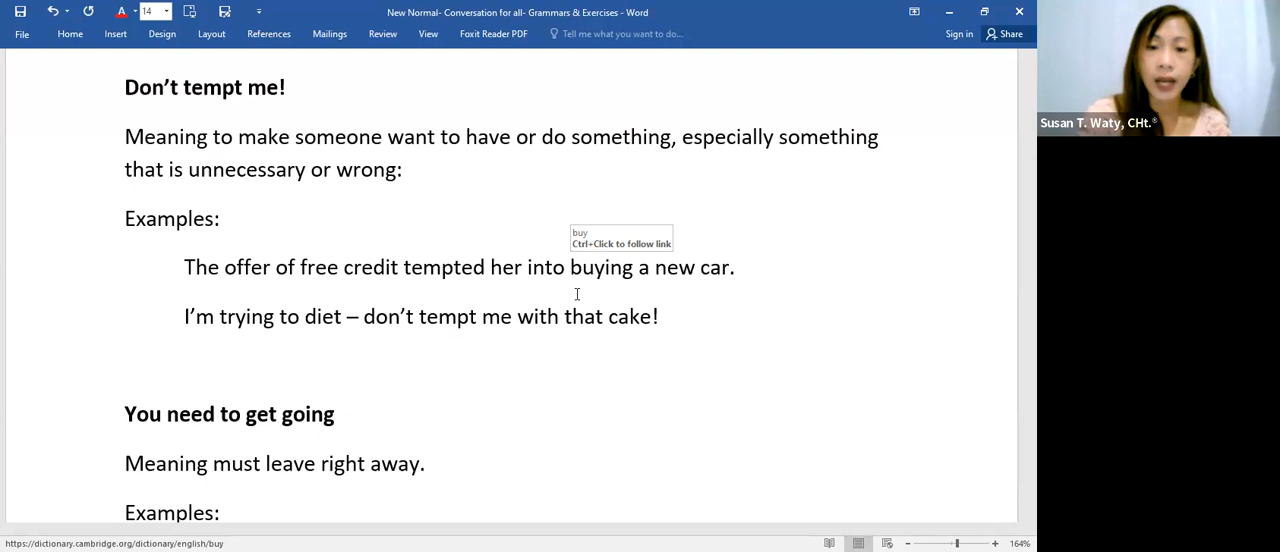 14
New Normal- Conversation for all- Grammars & Exercises - Word
File Home Insert Design Layout References Mailings Review View Foxit Reader PDF Tell me what you want to do... Sign in Share
Susan T. Waty, CHt.®
Don't tempt me!
Meaning to make someone want to have or do something, especially something
that is unnecessary or wrong:
Examples:
buy
Ctrl+Click to follow link
The offer of free credit tempted her into buying a new car.
I'm trying to diet – don't tempt me with that cake!
You need to get going
Meaning must leave right away.
Examples:
https://dictionary.cambridge.org/dictionary/english/buy
164%